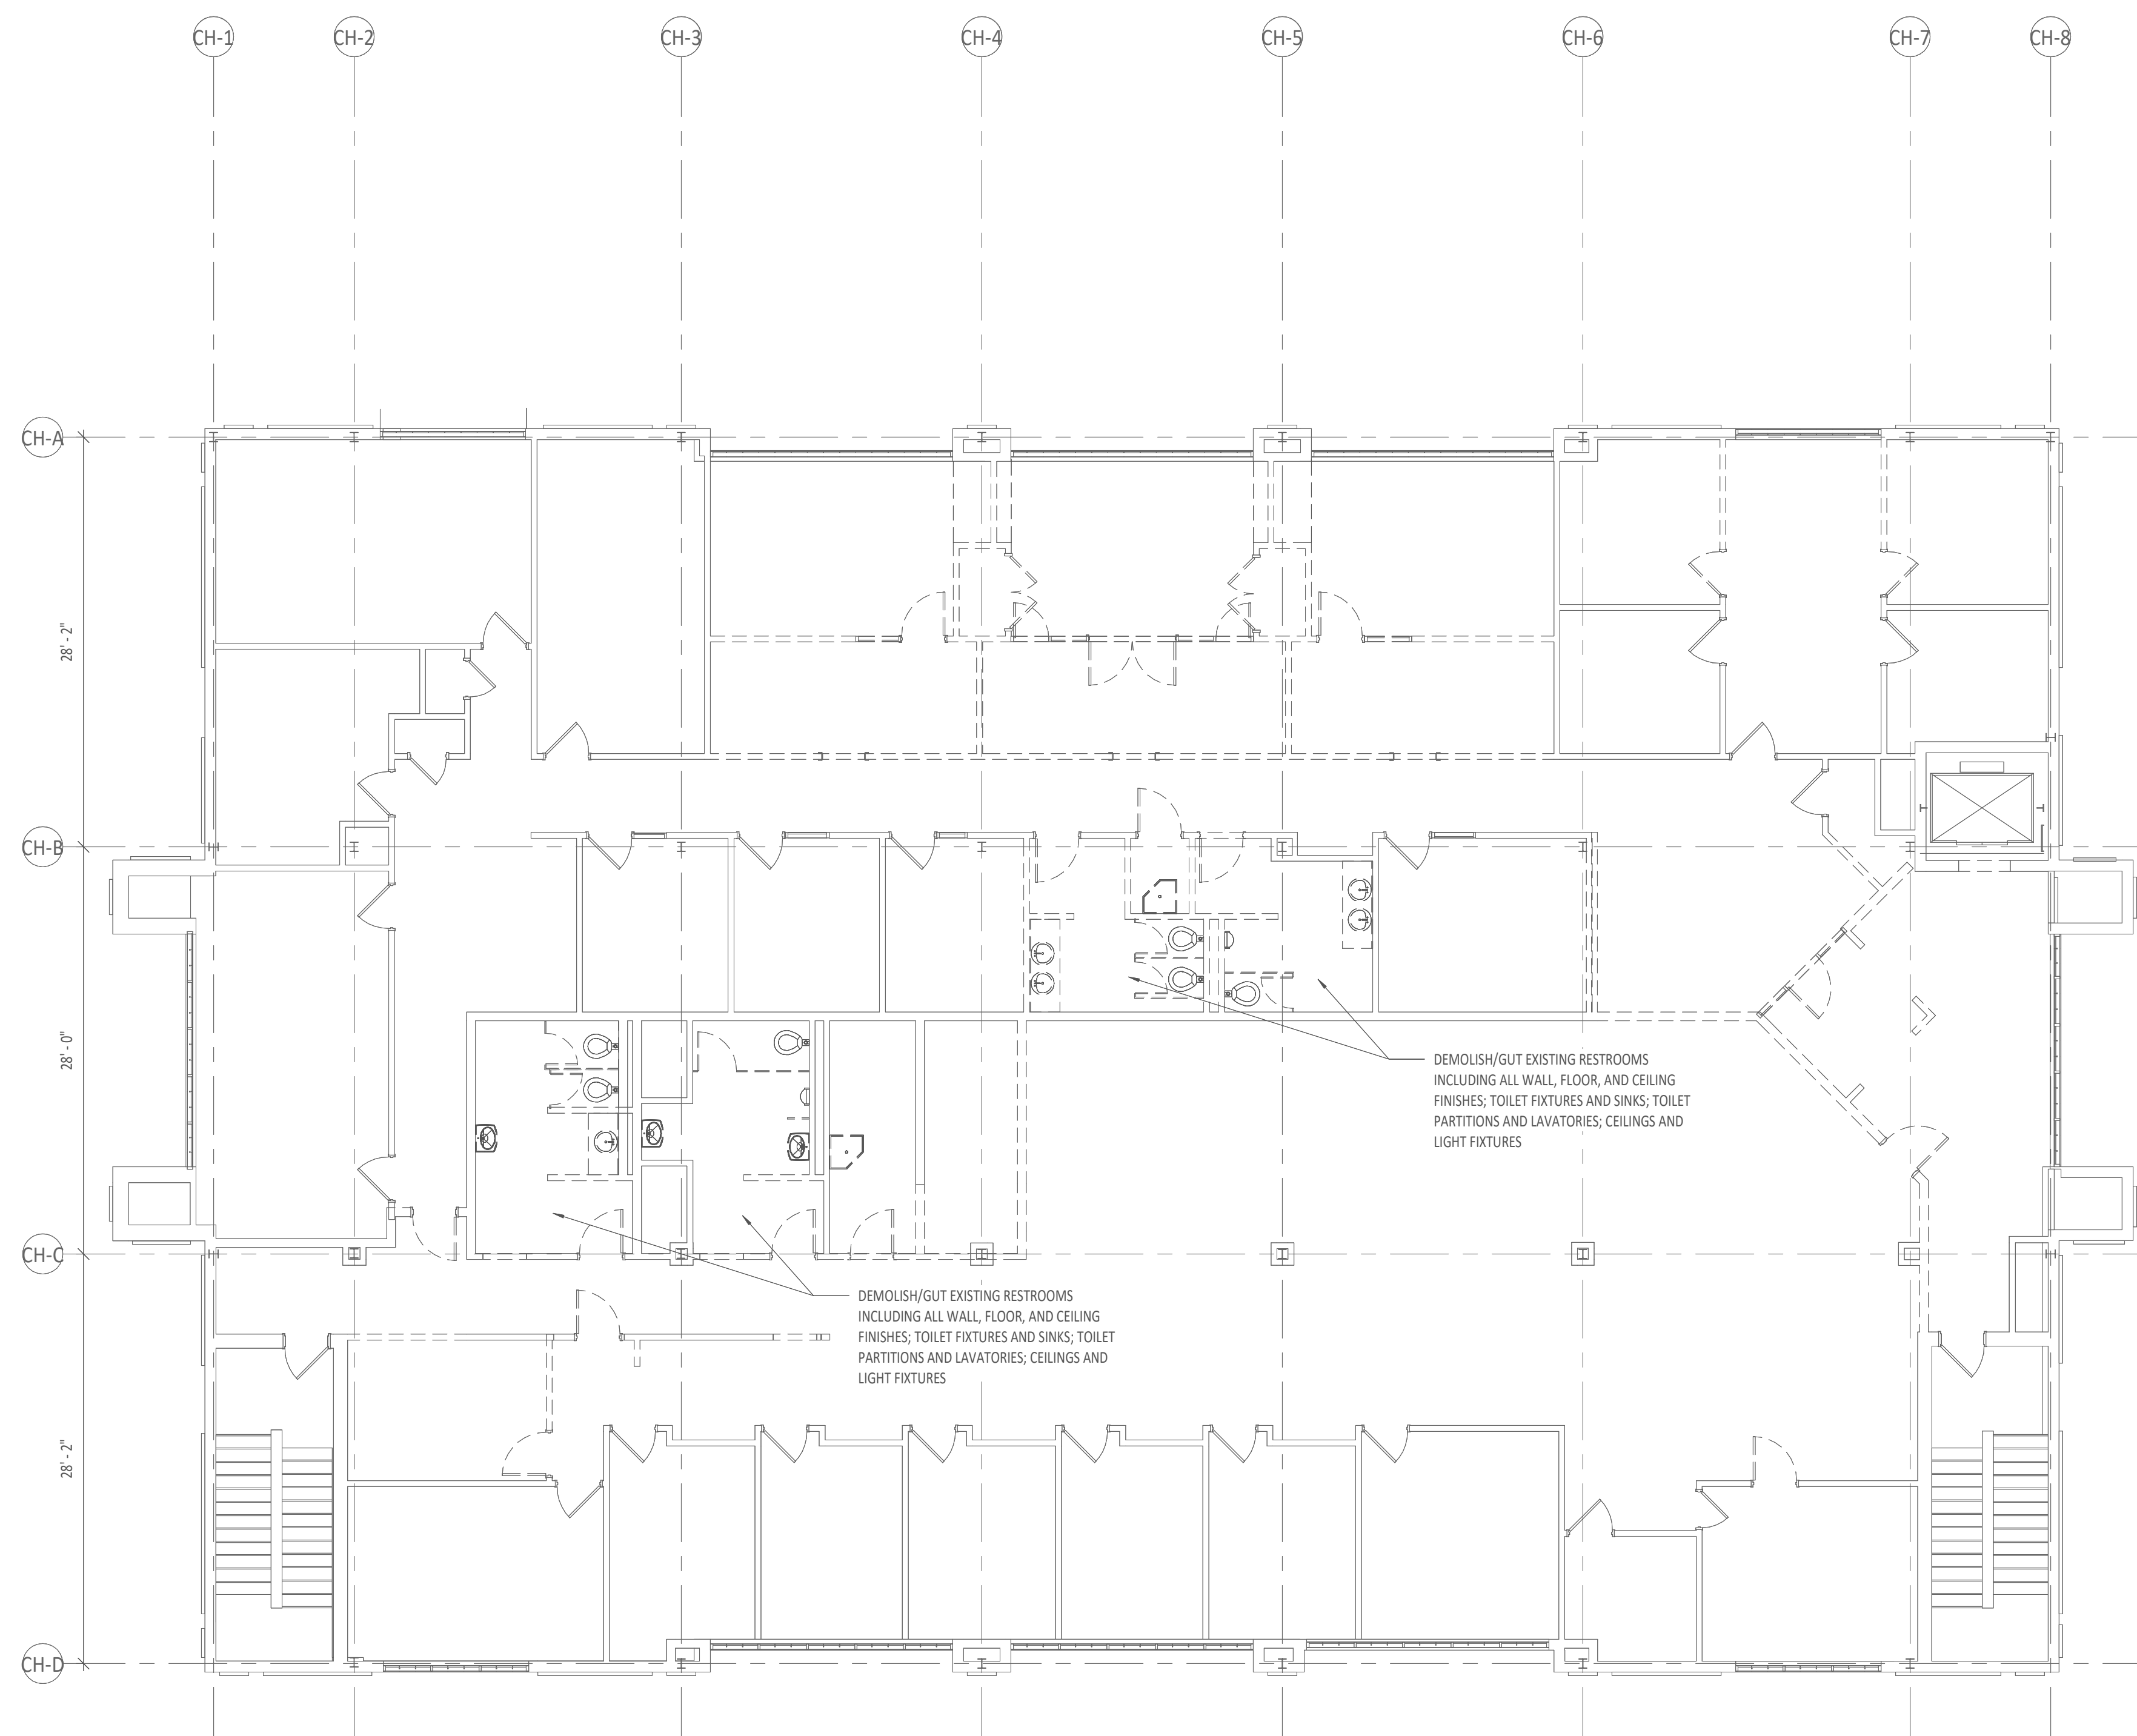 CH-1
CH-2
CH-3
CH-4
CH-5
CH-6
CH-7
CH-8
CH-A
28' - 2"
CH-B
28' - 0"
DEMOLISH/GUT EXISTING RESTROOMS
INCLUDING ALL WALL, FLOOR, AND CEILING
FINISHES; TOILET FIXTURES AND SINKS; TOILET
PARTITIONS AND LAVATORIES; CEILINGS AND
LIGHT FIXTURES
CH-C
DEMOLISH/GUT EXISTING RESTROOMS
INCLUDING ALL WALL, FLOOR, AND CEILING
FINISHES; TOILET FIXTURES AND SINKS; TOILET
PARTITIONS AND LAVATORIES; CEILINGS AND
LIGHT FIXTURES
28' - 2"
CH-D